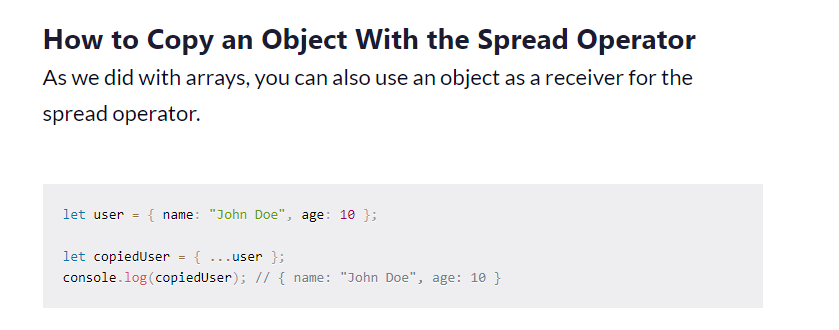 How to Copy an Object With the Spread Operator
As we did with arrays, you can also use an object as a receiver for the
spread operator.
let user = { name: "John Doe", age: 10 };
let copiedUser = { ...user };
console.log(copiedUser); // { name: "John Doe", age: 10 }